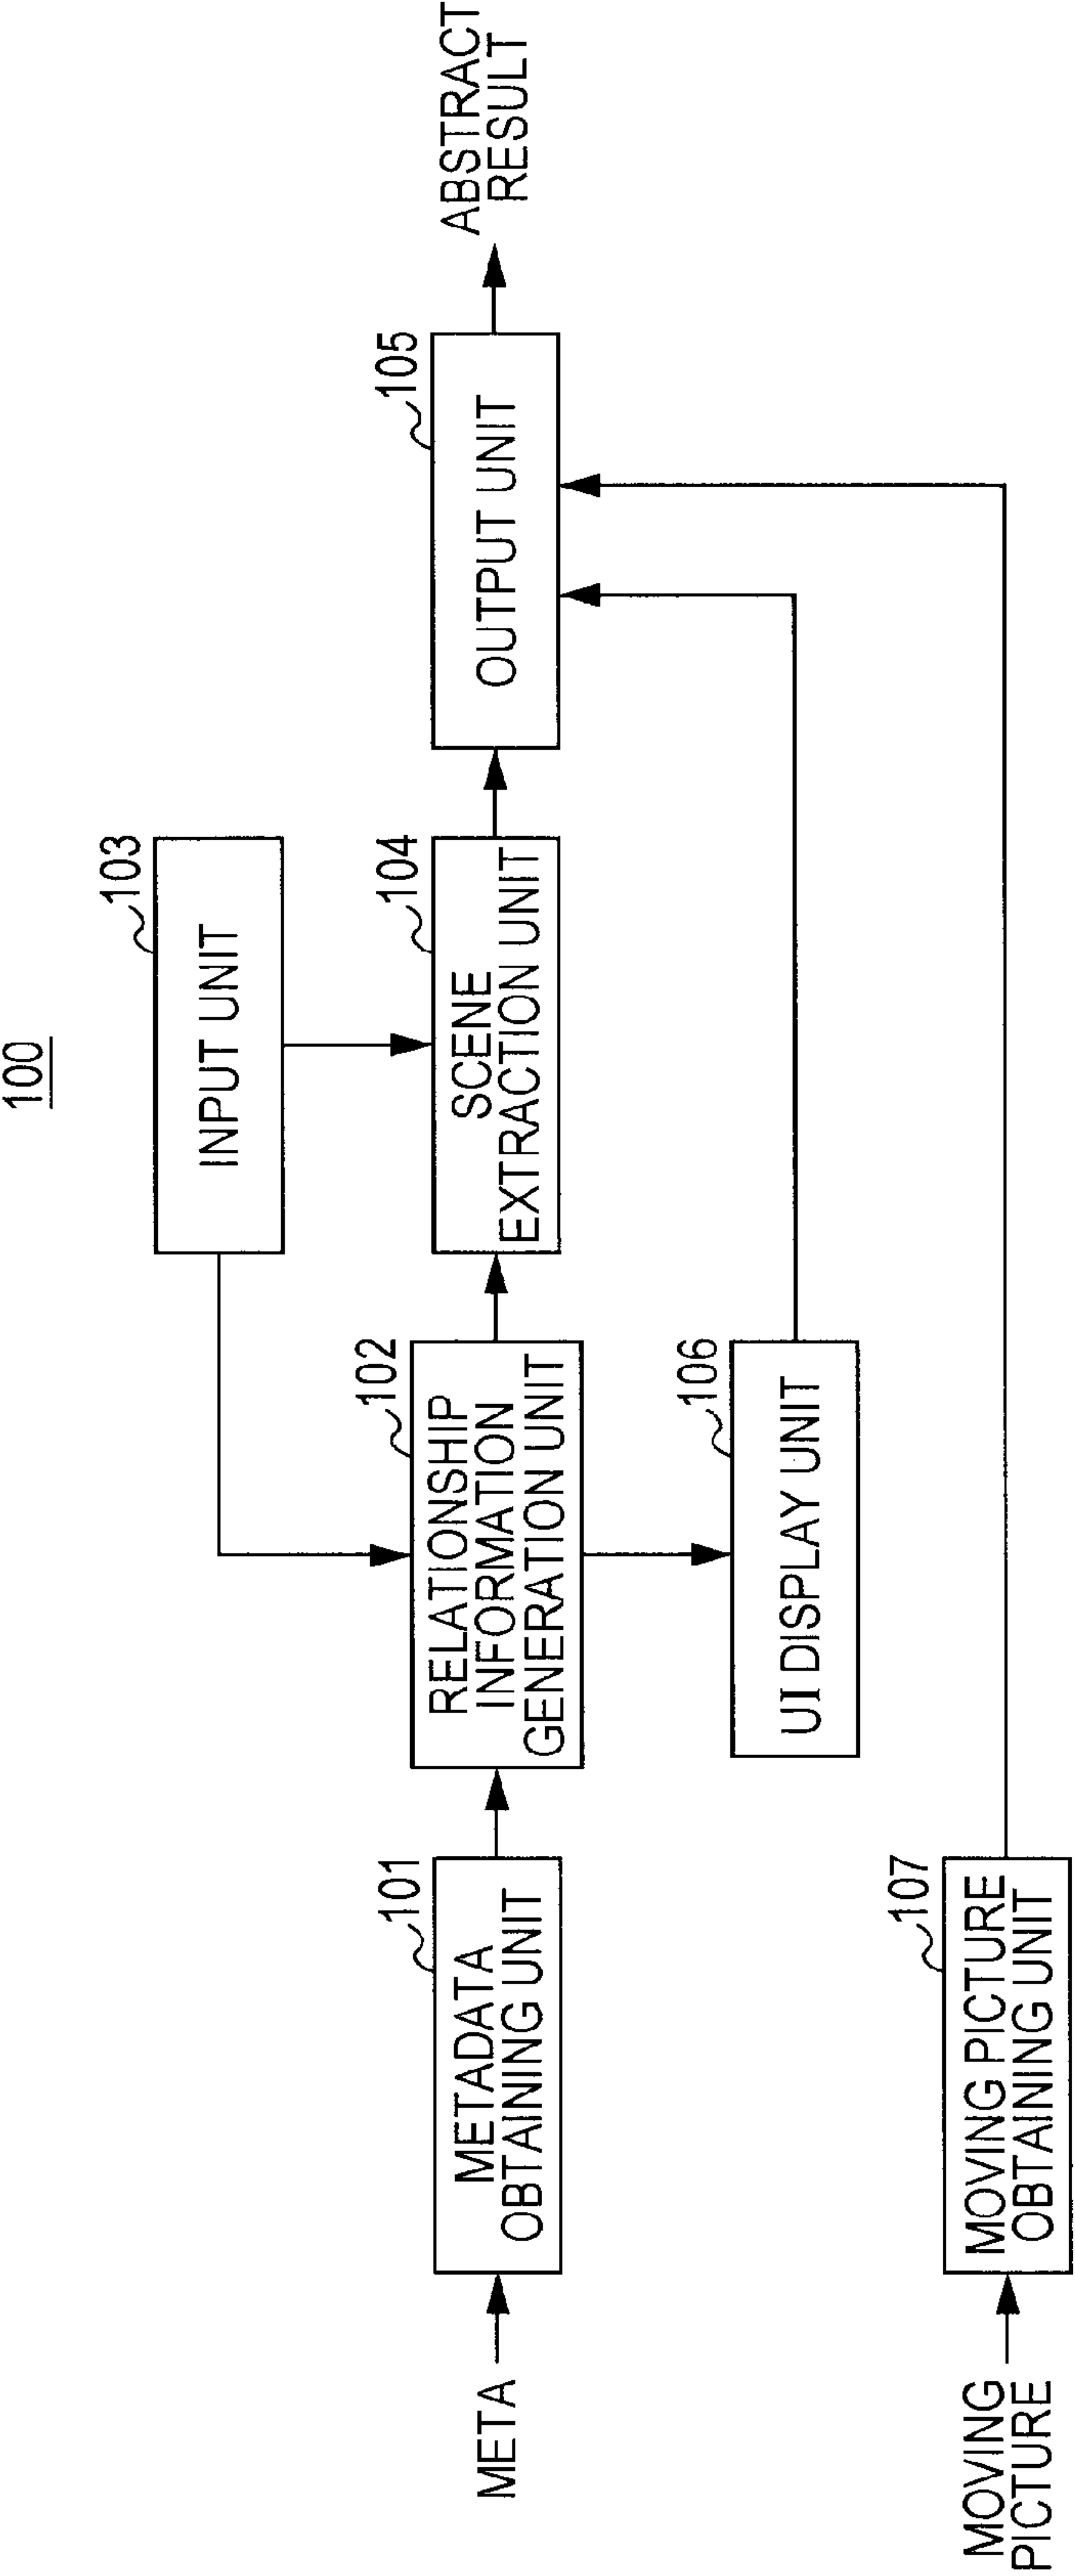 100
103
INPUT UNIT
101
METADATA
OBTAINING UNIT
102
RELATIONSHIP
INFORMATION
GENERATION UNIT
104
SCENE
EXTRACTION UNIT
105
OUTPUT UNIT
META
ABSTRACT
RESULT
106
UI DISPLAY UNIT
107
MOVING PICTURE
OBTAINING UNIT
MOVING
PICTURE